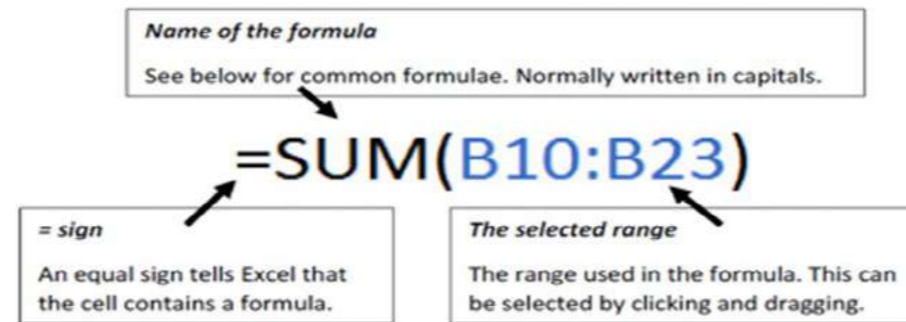 Name of the formula
See below for common formulae. Normally written in capitals.
=SUM(B10:B23)
= sign
An equal sign tells Excel that
the cell contains a formula.
The selected range
The range used in the formula. This can
be selected by clicking and dragging.